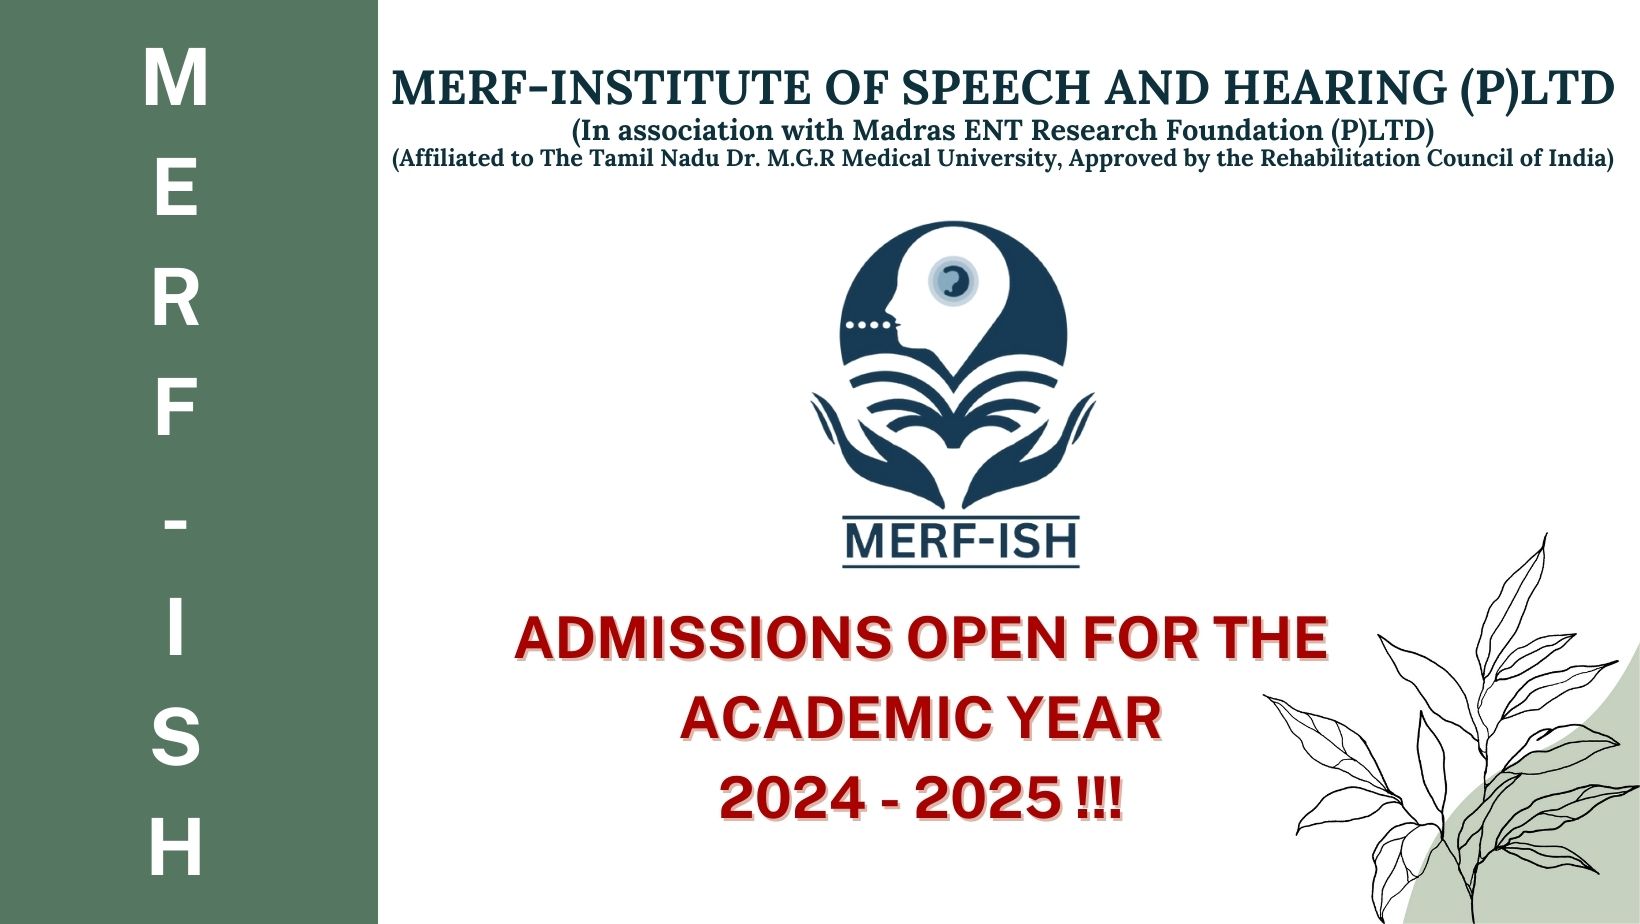 MERF-ISH
MERF-INSTITUTE OF SPEECH AND HEARING (P)LTD
(In association with Madras ENT Research Foundation (P)LTD)
(Affiliated to The Tamil Nadu Dr. M.G.R Medical University, Approved by the Rehabilitation Council of India)
MERF-ISH
ADMISSIONS OPEN FOR THE
ACADEMIC YEAR
2024 - 2025 !!!